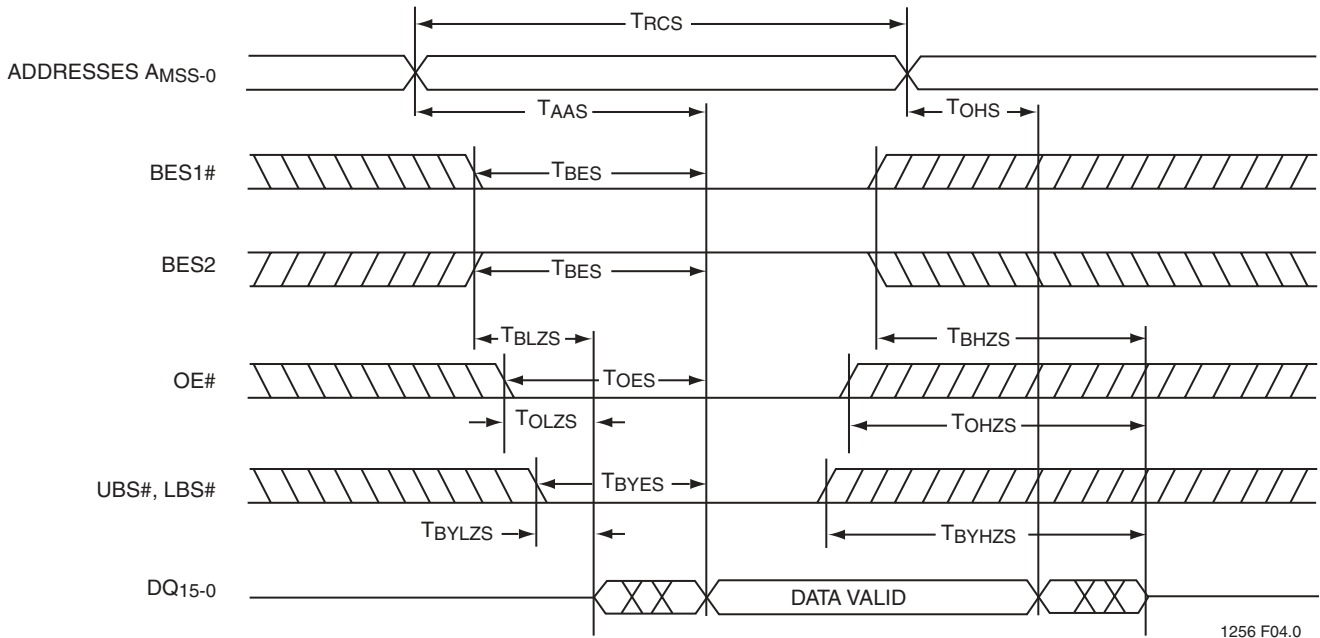 TRCS
ADDRESSES AMSS-0
TAAS
TOHS
BES1#
TBES
BES2
TBES
TBLZS
TBHZS
OE#
TOES
TOLZS
TOHZS
UBS#, LBS#
TBYES
TBYLZS
TBYHZS
DQ15-0
DATA VALID
1256 F04.0